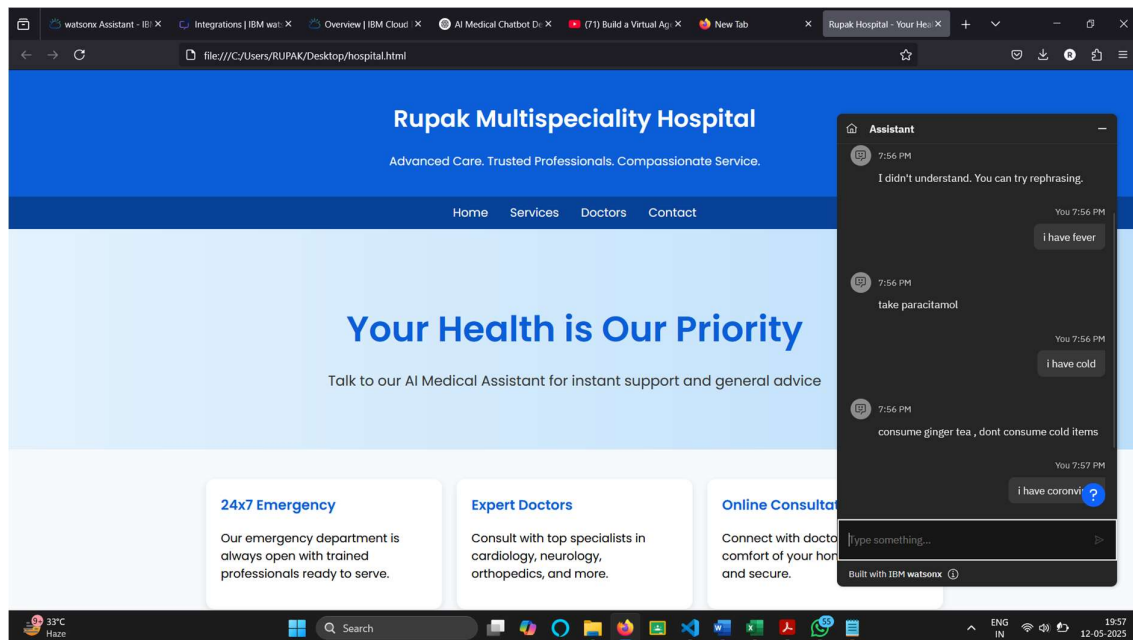 watsonx Assistant - IBM
Integrations | IBM wats
Overview | IBM Cloud
AI Medical Chatbot De
(71) Build a Virtual Age
New Tab
Rupak Hospital - Your Heal
file:///C:/Users/RUPAK/Desktop/hospital.html
Rupak Multispeciality Hospital
Advanced Care. Trusted Professionals. Compassionate Service.
Home Services Doctors Contact
Your Health is Our Priority
Talk to our AI Medical Assistant for instant support and general advice
24x7 Emergency
Our emergency department is
always open with trained
professionals ready to serve.
Expert Doctors
Consult with top specialists in
cardiology, neurology,
orthopedics, and more.
Online Consultat
Connect with docto
comfort of your hon
and secure.
Assistant
7:56 PM
I didn't understand. You can try rephrasing.
You 7:56 PM
i have fever
7:56 PM
take paracitamol
You 7:56 PM
i have cold
7:56 PM
consume ginger tea , dont consume cold items
You 7:57 PM
i have coronvi
?
Type something...
Built with IBM watsonx
33°C
Haze
Search
55
ENG
IN
19:57
12-05-2025